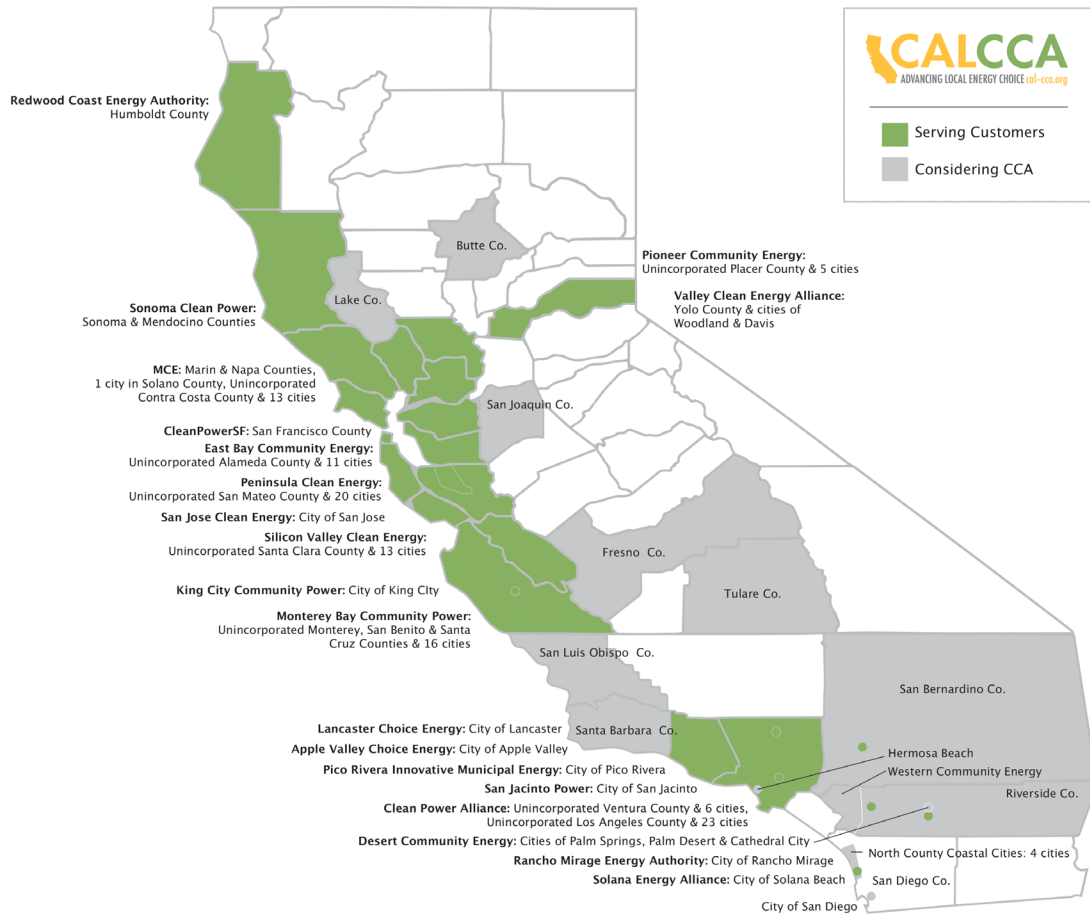 CALCCA
ADVANCING LOCAL ENERGY CHOICE cal-cca.org
Serving Customers
Considering CCA
Redwood Coast Energy Authority:
Humboldt County
Butte Co.
Pioneer Community Energy:
Unincorporated Placer County & 5 cities
Valley Clean Energy Alliance:
Yolo County & cities of
Woodland & Davis
Lake Co.
Sonoma Clean Power:
Sonoma & Mendocino Counties
MCE: Marin & Napa Counties,
1 city in Solano County, Unincorporated
Contra Costa County & 13 cities
San Joaquin Co.
CleanPowerSF: San Francisco County
East Bay Community Energy:
Unincorporated Alameda County & 11 cities
Peninsula Clean Energy:
Unincorporated San Mateo County & 20 cities
San Jose Clean Energy: City of San Jose
Silicon Valley Clean Energy:
Unincorporated Santa Clara County & 13 cities
Fresno Co.
King City Community Power: City of King CIty
Tulare Co.
Monterey Bay Community Power:
Unincorporated Monterey, San Benito & Santa
Cruz Counties & 16 cities
San Luis Obispo Co.
San Bernardino Co.
Lancaster Choice Energy: City of Lancaster
Santa Barbara Co.
Apple Valley Choice Energy: City of Apple Valley
Hermosa Beach
Pico Rivera Innovative Municipal Energy: City of Pico Rivera
Western Community Energy
San Jacinto Power: City of San Jacinto
Riverside Co.
Clean Power Alliance: Unincorporated Ventura County & 6 cities,
Unincorporated Los Angeles County & 23 cities
Desert Community Energy: Cities of Palm Springs, Palm Desert & Cathedral City
Rancho Mirage Energy Authority: City of Rancho Mirage
North County Coastal Cities: 4 cities
Solana Energy Alliance: City of Solana Beach
San Diego Co.
City of San Diego